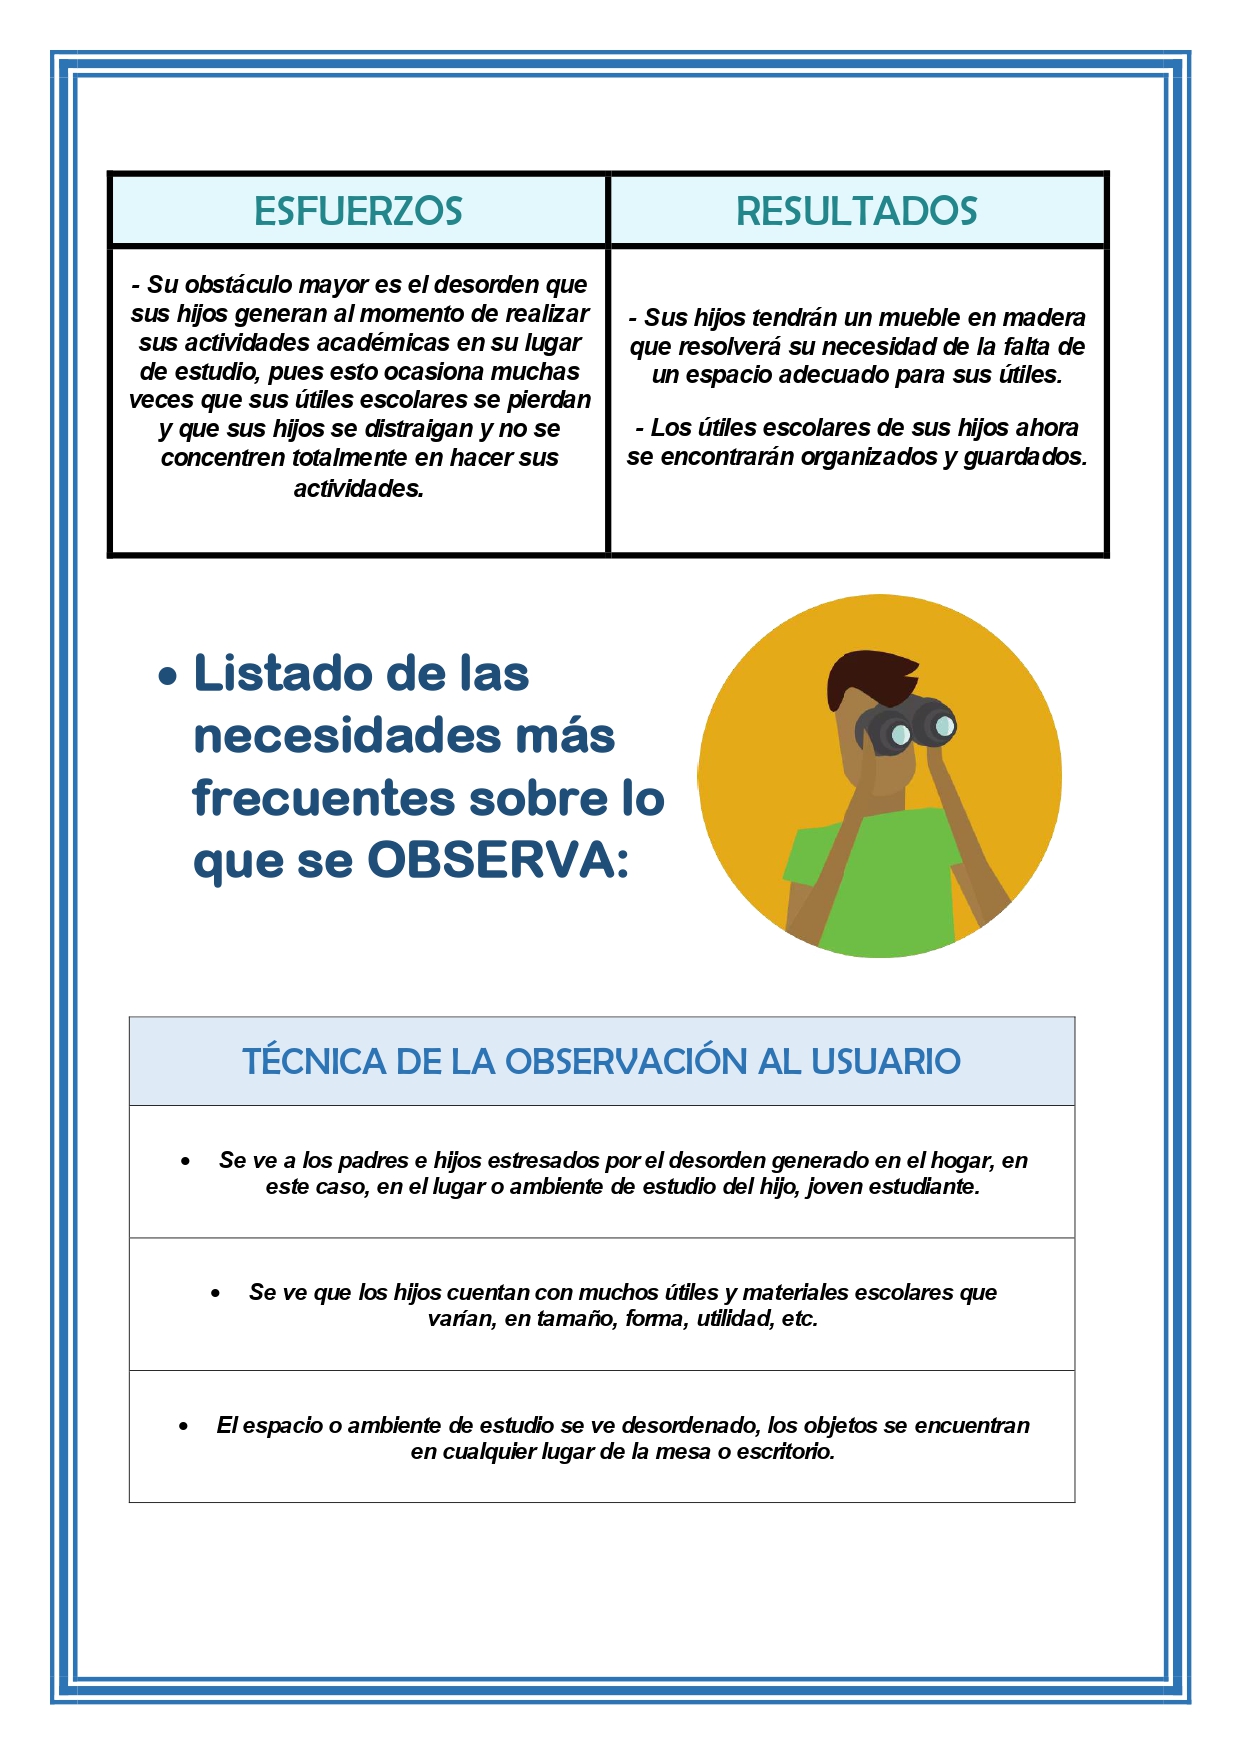 ESFUERZOS
- Su obstáculo mayor es el desorden que
sus hijos generan al momento de realizar
sus actividades académicas en su lugar
de estudio, pues esto ocasiona muchas
veces que sus útiles escolares se pierdan
y que sus hijos se distraigan y no se
concentren totalmente en hacer sus
actividades.
RESULTADOS
- Sus hijos tendrán un mueble en madera
que resolverá su necesidad de la falta de
un espacio adecuado para sus útiles.
- Los útiles escolares de sus hijos ahora
se encontrarán organizados y guardados.
• Listado de las
necesidades más
frecuentes sobre lo
que se OBSERVA:
TÉCNICA DE LA OBSERVACIÓN AL USUARIO
• Se ve a los padres e hijos estresados por el desorden generado en el hogar, en
este caso, en el lugar o ambiente de estudio del hijo, joven estudiante.
• Se ve que los hijos cuentan con muchos útiles y materiales escolares que
varían, en tamaño, forma, utilidad, etc.
• El espacio o ambiente de estudio se ve desordenado, los objetos se encuentran
en cualquier lugar de la mesa o escritorio.